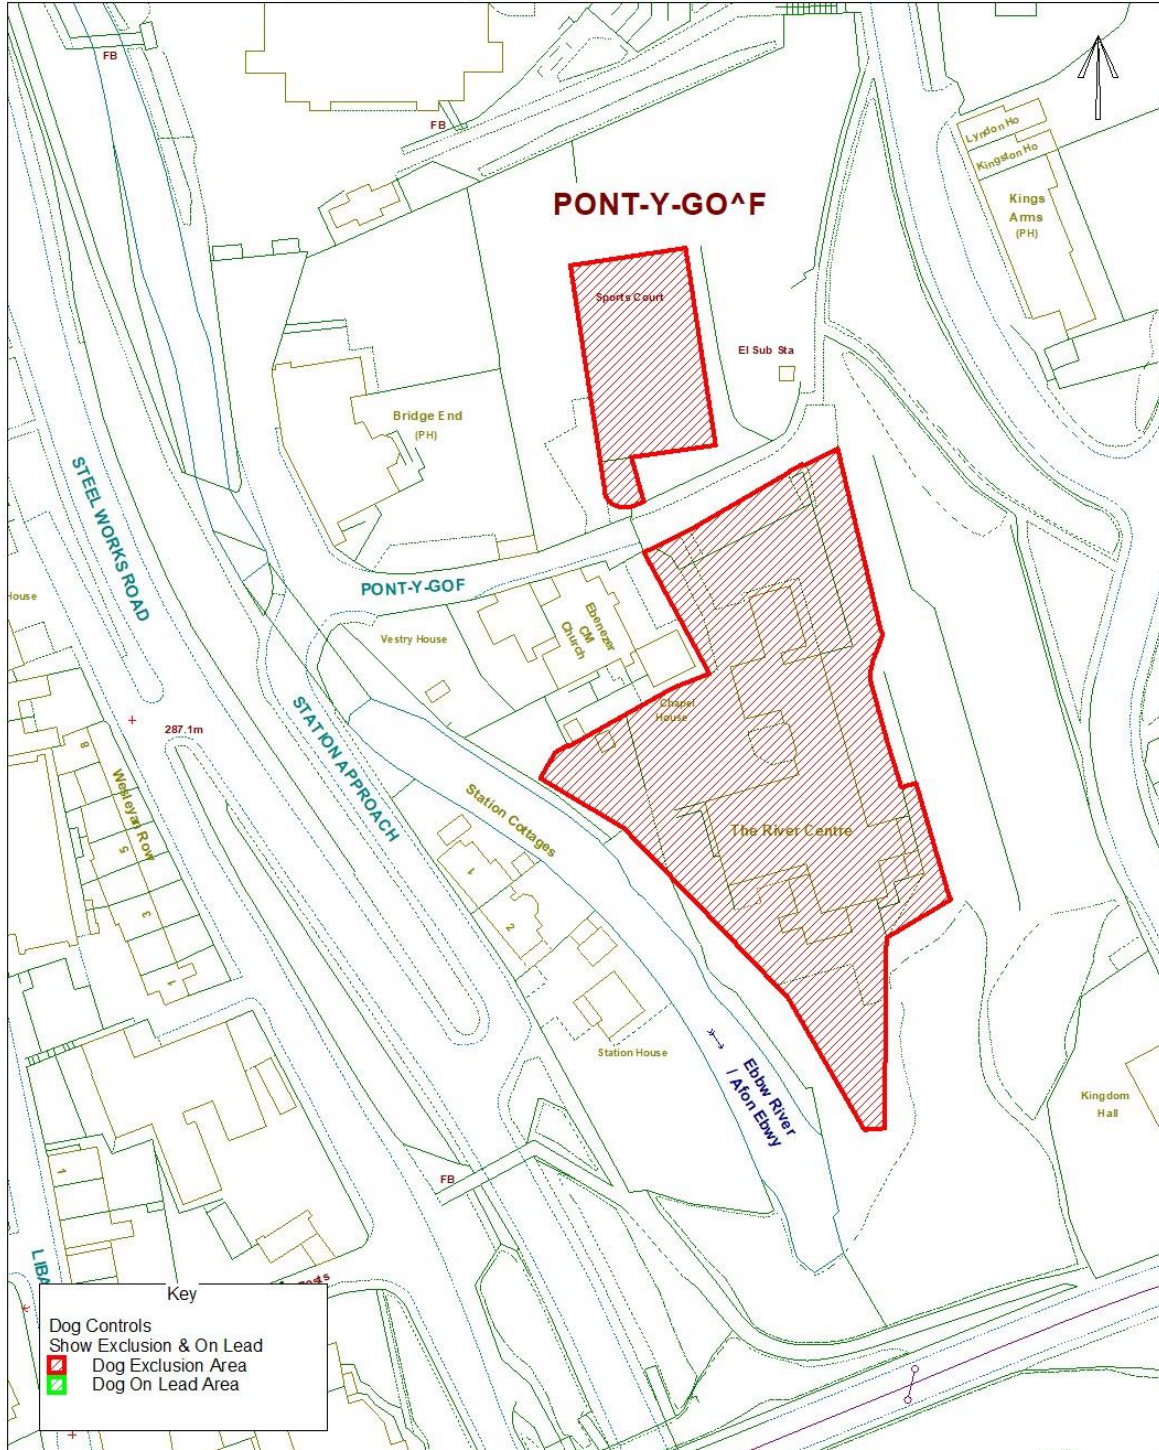 FB
FB
Lyndon Ho
Kingston Ho
Kings
Arms
(PH)
PONT-Y-GO^F
Sports Court
El Sub Sta
Bridge End
(PH)
STEEL WORKS ROAD
PONT-Y-GOF
House
Vestry House
Ebenezer
CM
Church
Chapel
House
STATION APPROACH
287.1m
8
Wesleyan Row
5
3
1
Station Cottages
1
2
The River Centre
Station House
Ebbw River
/ Afon Ebwy
Kingdom
Hall
FB
1
LIBA
Key
Dog Controls
Show Exclusion & On Lead
Dog Exclusion Area
Dog On Lead Area